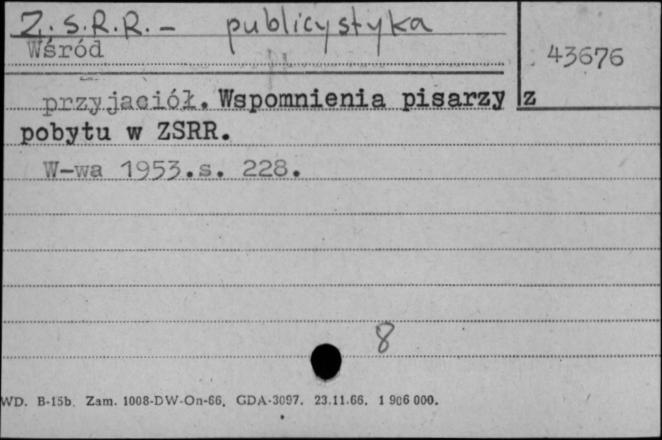 Z.S.R.R. - publicystyka
Wśród
43676
przyjaciół. Wspomnienia pisarzy z
pobytu w ZSRR.
W-wa 1953.s. 228.
8
WD. B-15b. Zam. 1008-DW-On-66. GDA-3097. 23.11.66. 1 906 000.